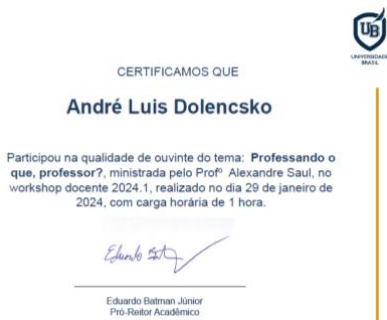 UB
UNIVERSIDADE
BRASIL
CERTIFICAMOS QUE
André Luis Dolencsko
Participou na qualidade de ouvinte do tema: Professando o
que, professor?, ministrada pelo Profº Alexandre Saul, no
workshop docente 2024.1, realizado no dia 29 de janeiro de
2024, com carga horária de 1 hora.
Eduardo Batman Júnior
Pró-Reitor Acadêmico